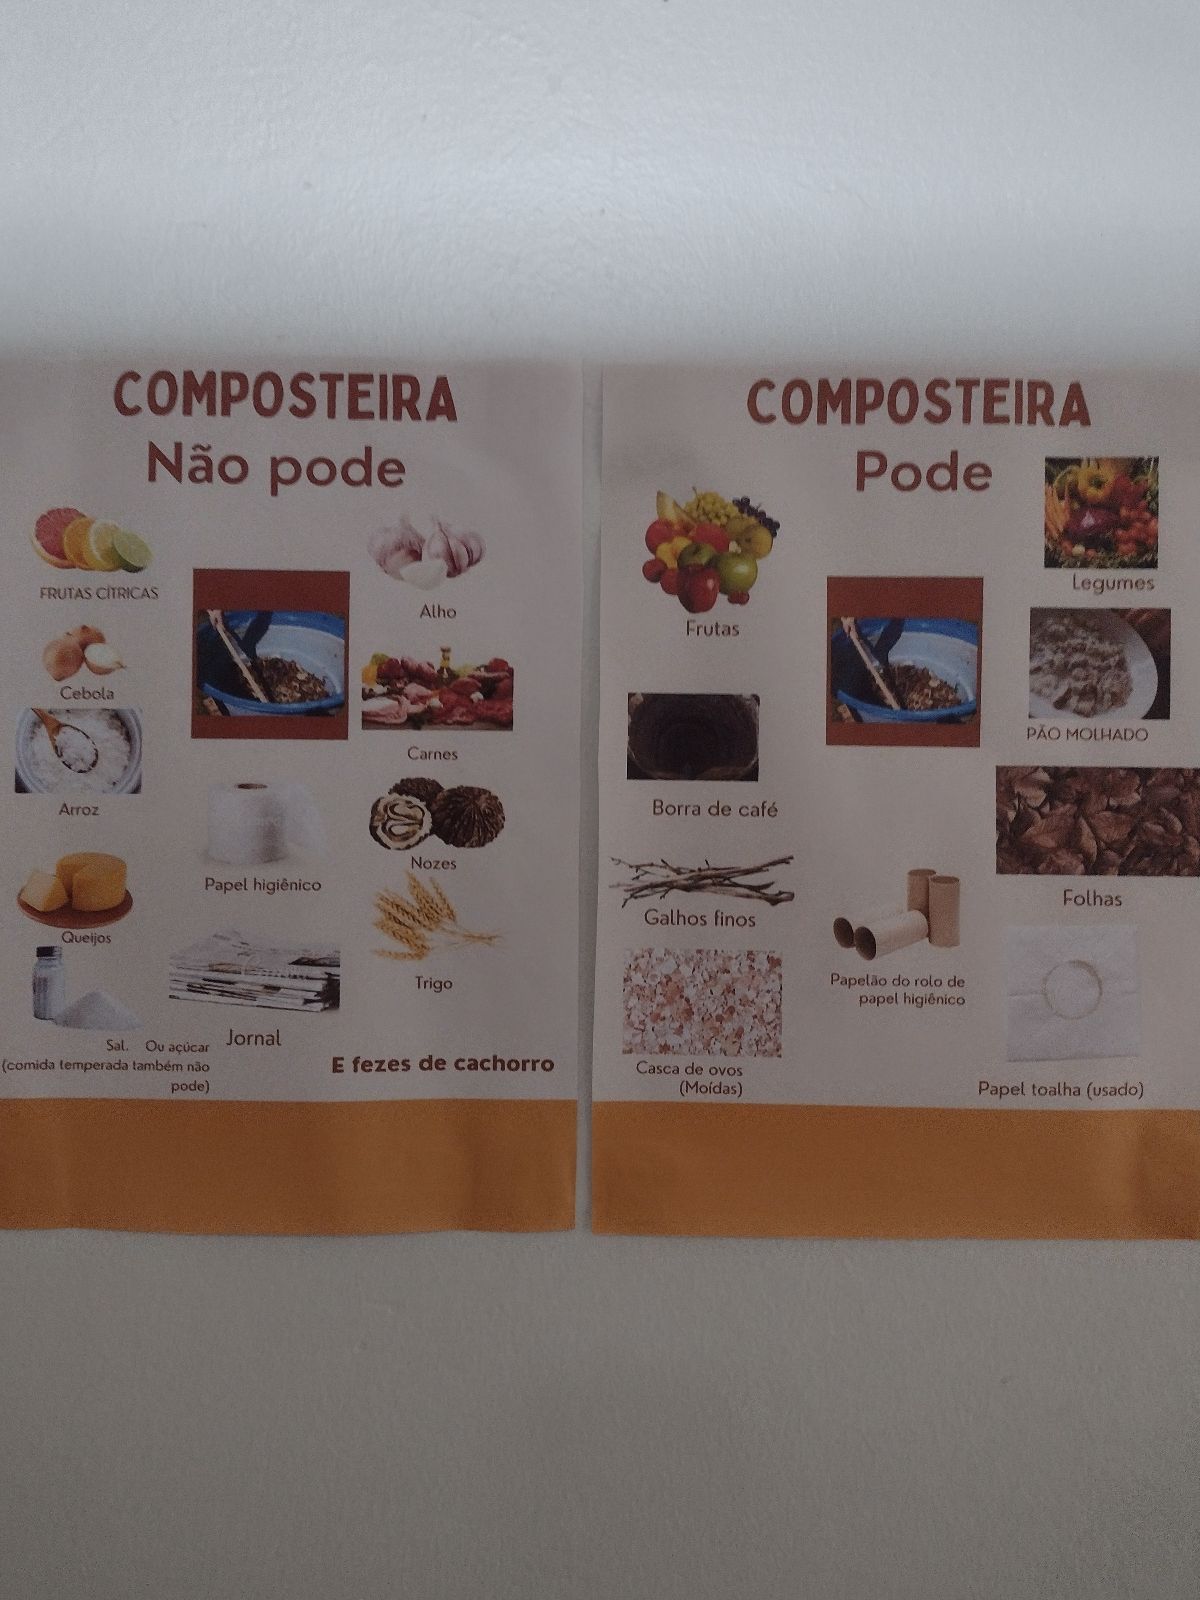 COMPOSTEIRA
Não pode
FRUTAS CÍTRICAS
Alho
Cebola
Carnes
Arroz
Nozes
Papel higiênico
Queijos
Trigo
Sal. Ou açúcar
(comida temperada também não
pode)
Jornal
E fezes de cachorro
COMPOSTEIRA
Pode
Legumes
Frutas
PÃO MOLHADO
Borra de café
Folhas
Galhos finos
Papelão do rolo de
papel higiênico
Casca de ovos
(Moídas)
Papel toalha (usado)